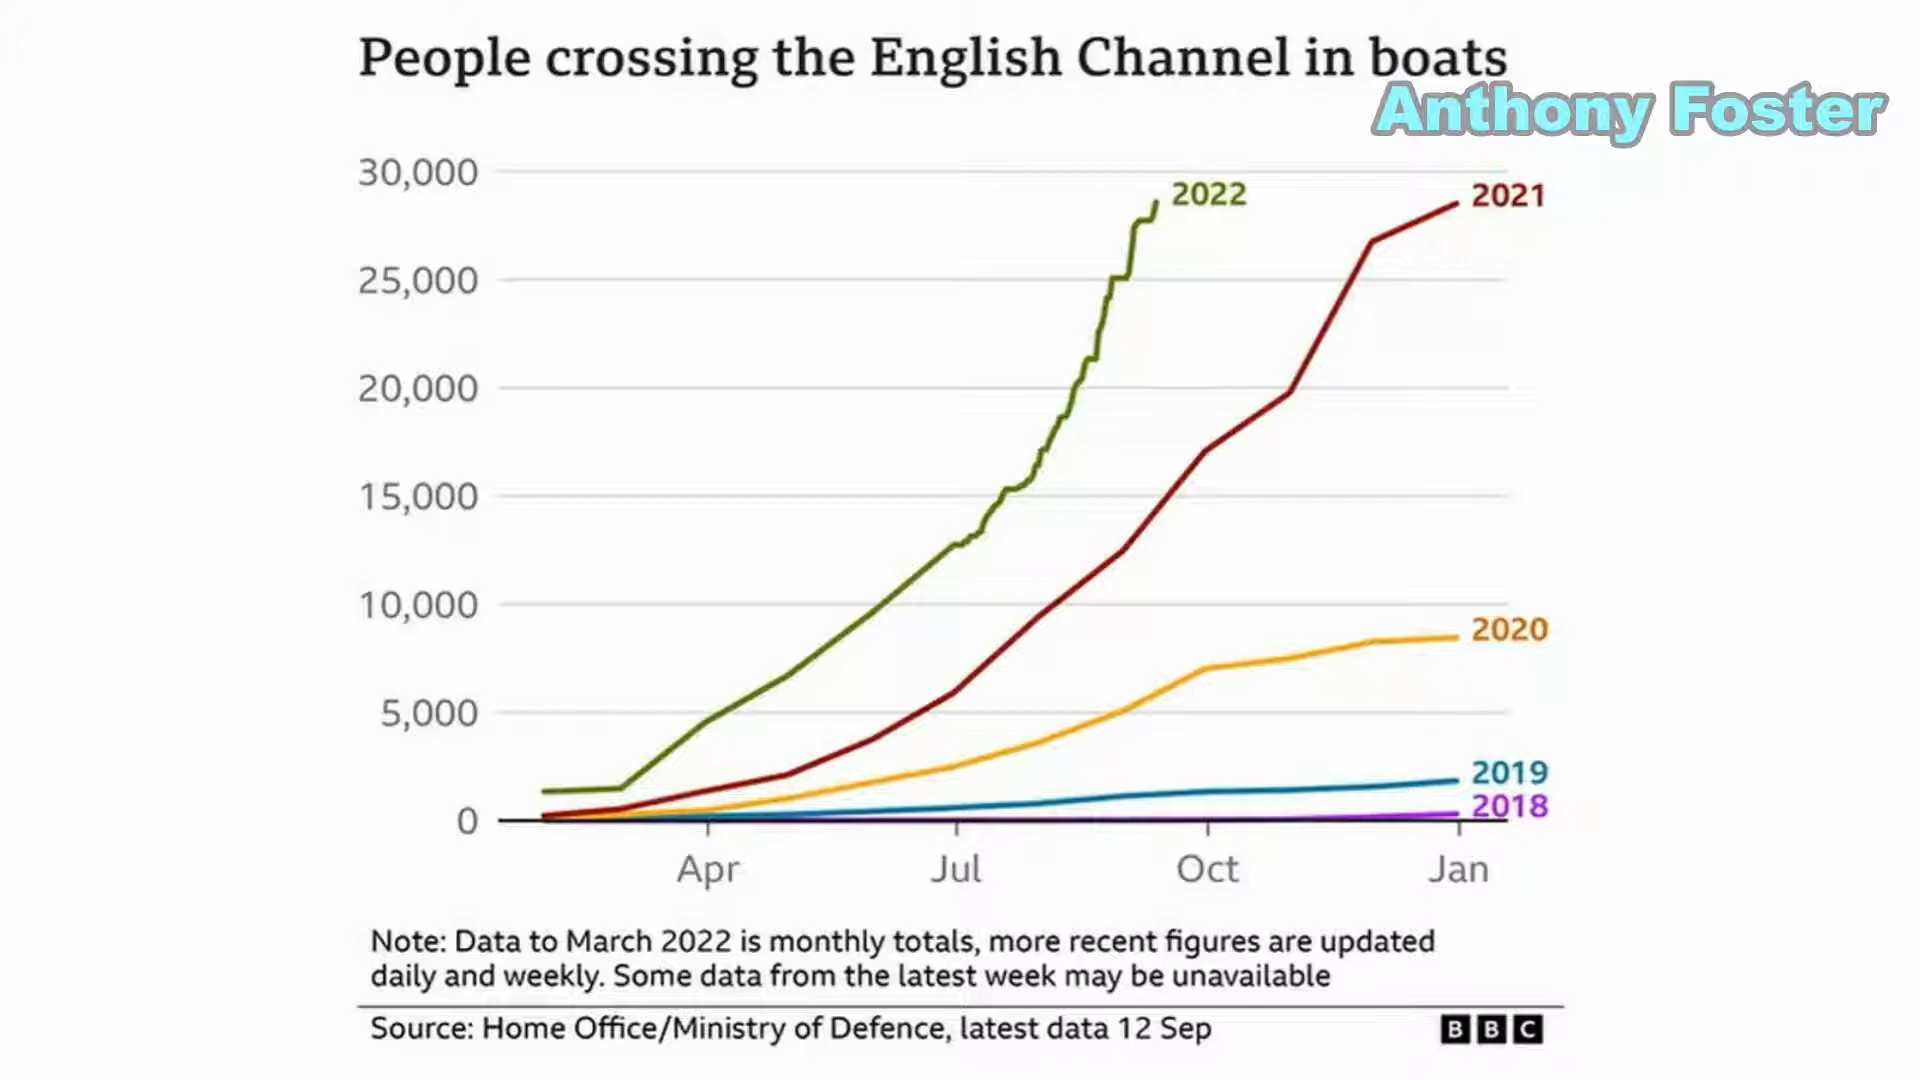 People crossing the English Channel in boats
Anthony Foster
30,000
25,000
20,000
15,000
10,000
5,000
0
2022
2021
2020
2019
2018
Apr Jul Oct Jan
Note: Data to March 2022 is monthly totals, more recent figures are updated
daily and weekly. Some data from the latest week may be unavailable
Source: Home Office/Ministry of Defence, latest data 12 Sep
BBC